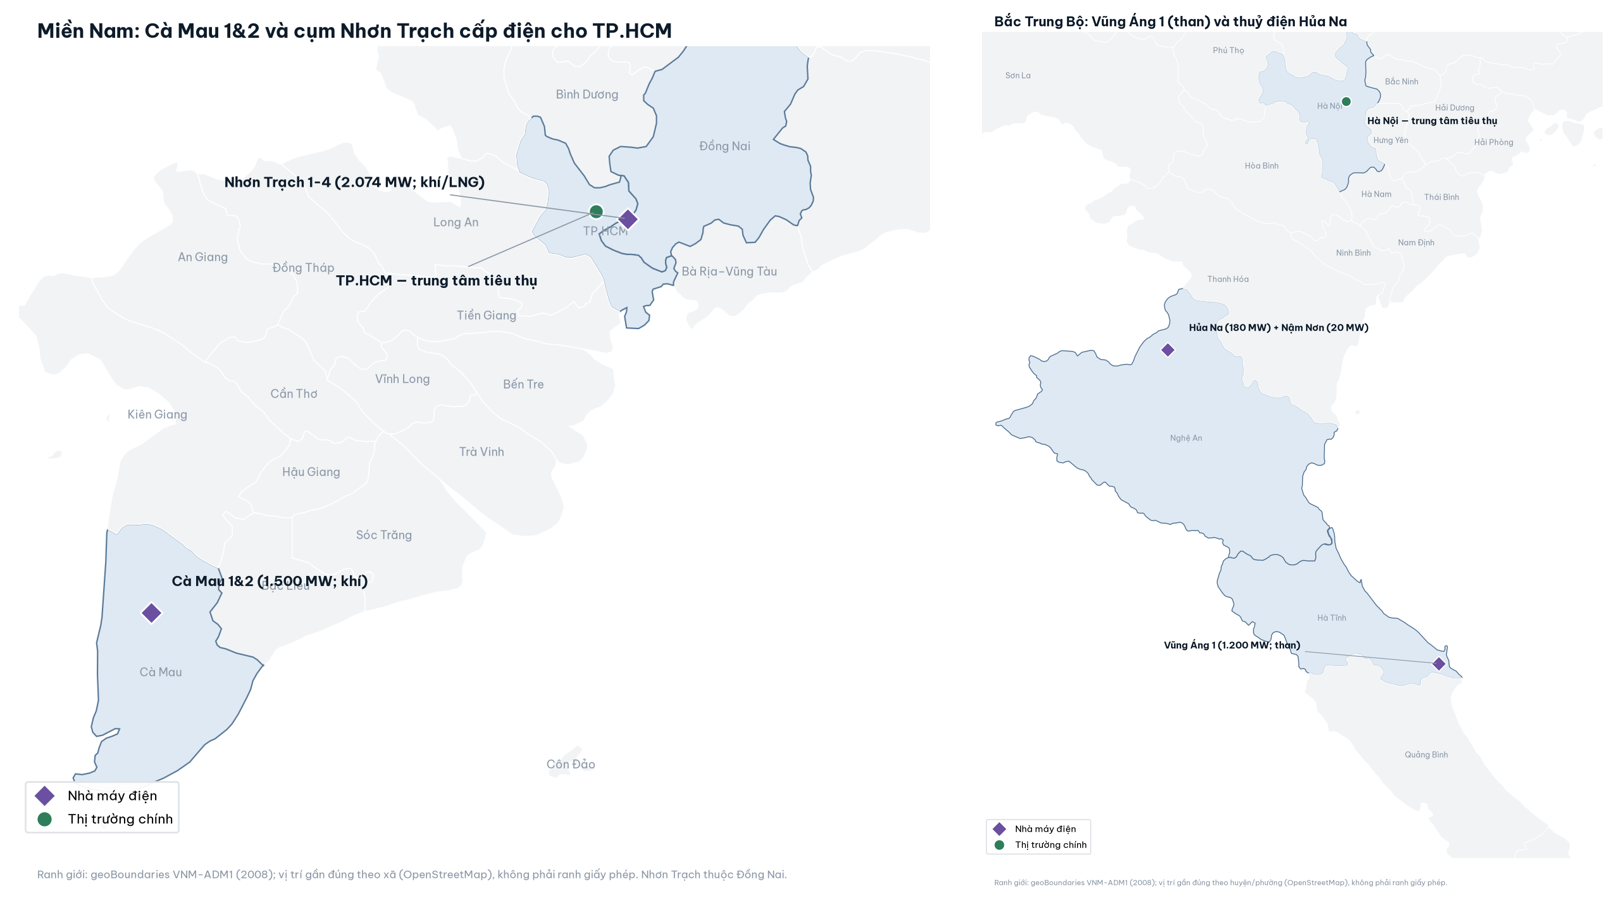 Miền Nam: Cà Mau 1&2 và cụm Nhơn Trạch cấp điện cho TP.HCM
Bình Dương
Đồng Nai
Nhơn Trạch 1-4 (2.074 MW; khí/LNG)
Long An
TP.HCM
An Giang
Đồng Tháp
Bà Rịa–Vũng Tàu
TP.HCM — trung tâm tiêu thụ
Tiền Giang
Vĩnh Long
Bến Tre
Cần Thơ
Kiên Giang
Trà Vinh
Hậu Giang
Sóc Trăng
Cà Mau 1&2 (1.500 MW; khí)
Bạc Liêu
Cà Mau
Côn Đảo
Nhà máy điện
Thị trường chính
Ranh giới: geoBoundaries VNM-ADM1 (2008); vị trí gần đúng theo xã (OpenStreetMap), không phải ranh giấy phép. Nhơn Trạch thuộc Đồng Nai.
Bắc Trung Bộ: Vũng Áng 1 (than) và thuỷ điện Hủa Na
Phú Thọ
Sơn La
Bắc Ninh
Hà Nội
Hải Dương
Hà Nội — trung tâm tiêu thụ
Hưng Yên
Hải Phòng
Hòa Bình
Hà Nam
Thái Bình
Nam Định
Ninh Bình
Thanh Hóa
Hủa Na (180 MW) + Nậm Nơn (20 MW)
Nghệ An
Hà Tĩnh
Vũng Áng 1 (1.200 MW; than)
Quảng Bình
Nhà máy điện
Thị trường chính
Ranh giới: geoBoundaries VNM-ADM1 (2008); vị trí gần đúng theo huyện/phường (OpenStreetMap), không phải ranh giấy phép.